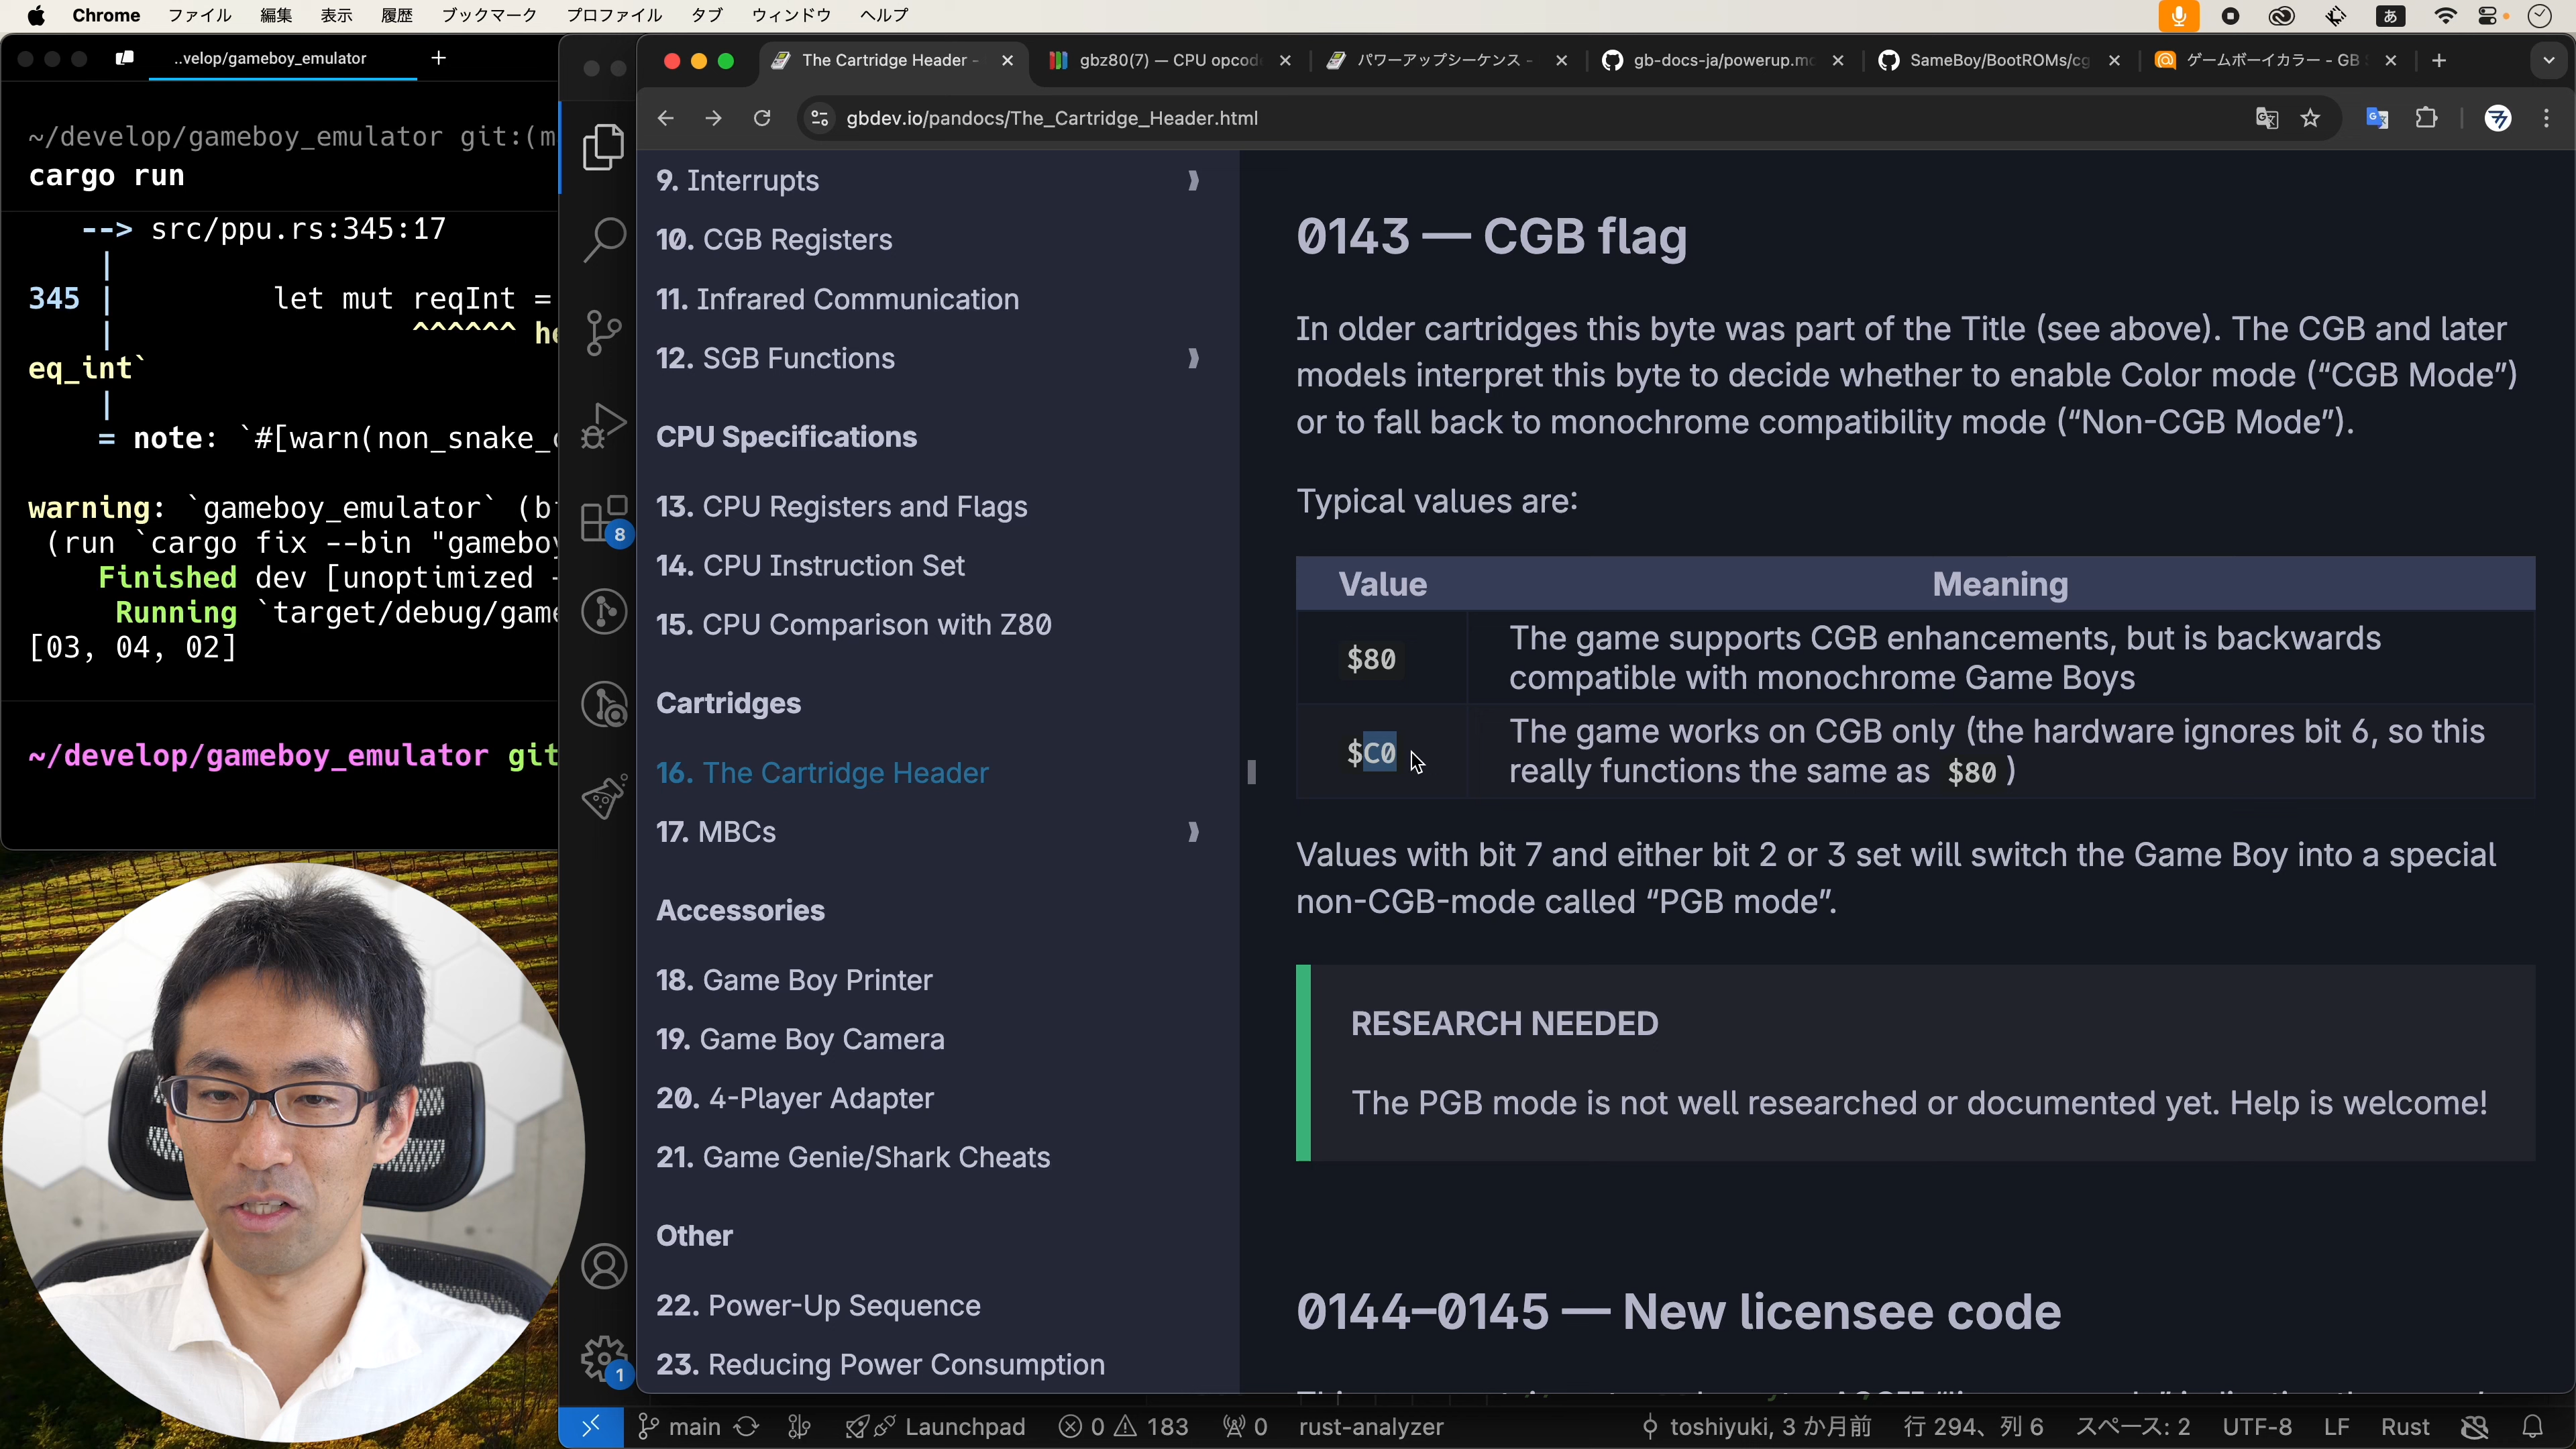 Chrome ファイル 編集 表示 履歴 ブックマーク プロファイル タブ ウィンドウ ヘルプ あ
..velop/gameboy_emulator +
~/develop/gameboy_emulator git:(m
cargo run
--> src/ppu.rs:345:17
|
345 | let mut reqInt =
| ^^^^^^ he
eq_int`
|
= note: `#[warn(non_snake_c
warning: `gameboy_emulator` (bi
(run `cargo fix --bin "gameboy
Finished dev [unoptimized +
Running `target/debug/game
[03, 04, 02]
~/develop/gameboy_emulator git
8
1
The Cartridge Header -
gbz80(7) — CPU opcod
パワーアップシーケンス -
gb-docs-ja/powerup.md
SameBoy/BootROMs/cg
ゲームボーイカラー - GB
gbdev.io/pandocs/The_Cartridge_Header.html
9. Interrupts
10. CGB Registers
11. Infrared Communication
12. SGB Functions
CPU Specifications
13. CPU Registers and Flags
14. CPU Instruction Set
15. CPU Comparison with Z80
Cartridges
16. The Cartridge Header
17. MBCs
Accessories
18. Game Boy Printer
19. Game Boy Camera
20. 4-Player Adapter
21. Game Genie/Shark Cheats
Other
22. Power-Up Sequence
23. Reducing Power Consumption
0143 — CGB flag
In older cartridges this byte was part of the Title (see above). The CGB and later
models interpret this byte to decide whether to enable Color mode (“CGB Mode”)
or to fall back to monochrome compatibility mode (“Non-CGB Mode”).
Typical values are:
Value Meaning
$80 The game supports CGB enhancements, but is backwards
compatible with monochrome Game Boys
$C0 The game works on CGB only (the hardware ignores bit 6, so this
really functions the same as $80 )
Values with bit 7 and either bit 2 or 3 set will switch the Game Boy into a special
non-CGB-mode called “PGB mode”.
RESEARCH NEEDED
The PGB mode is not well researched or documented yet. Help is welcome!
0144–0145 — New licensee code
main Launchpad 0 183 0 rust-analyzer toshiyuki, 3 か月前 行 294、列 6 スペース: 2 UTF-8 LF Rust